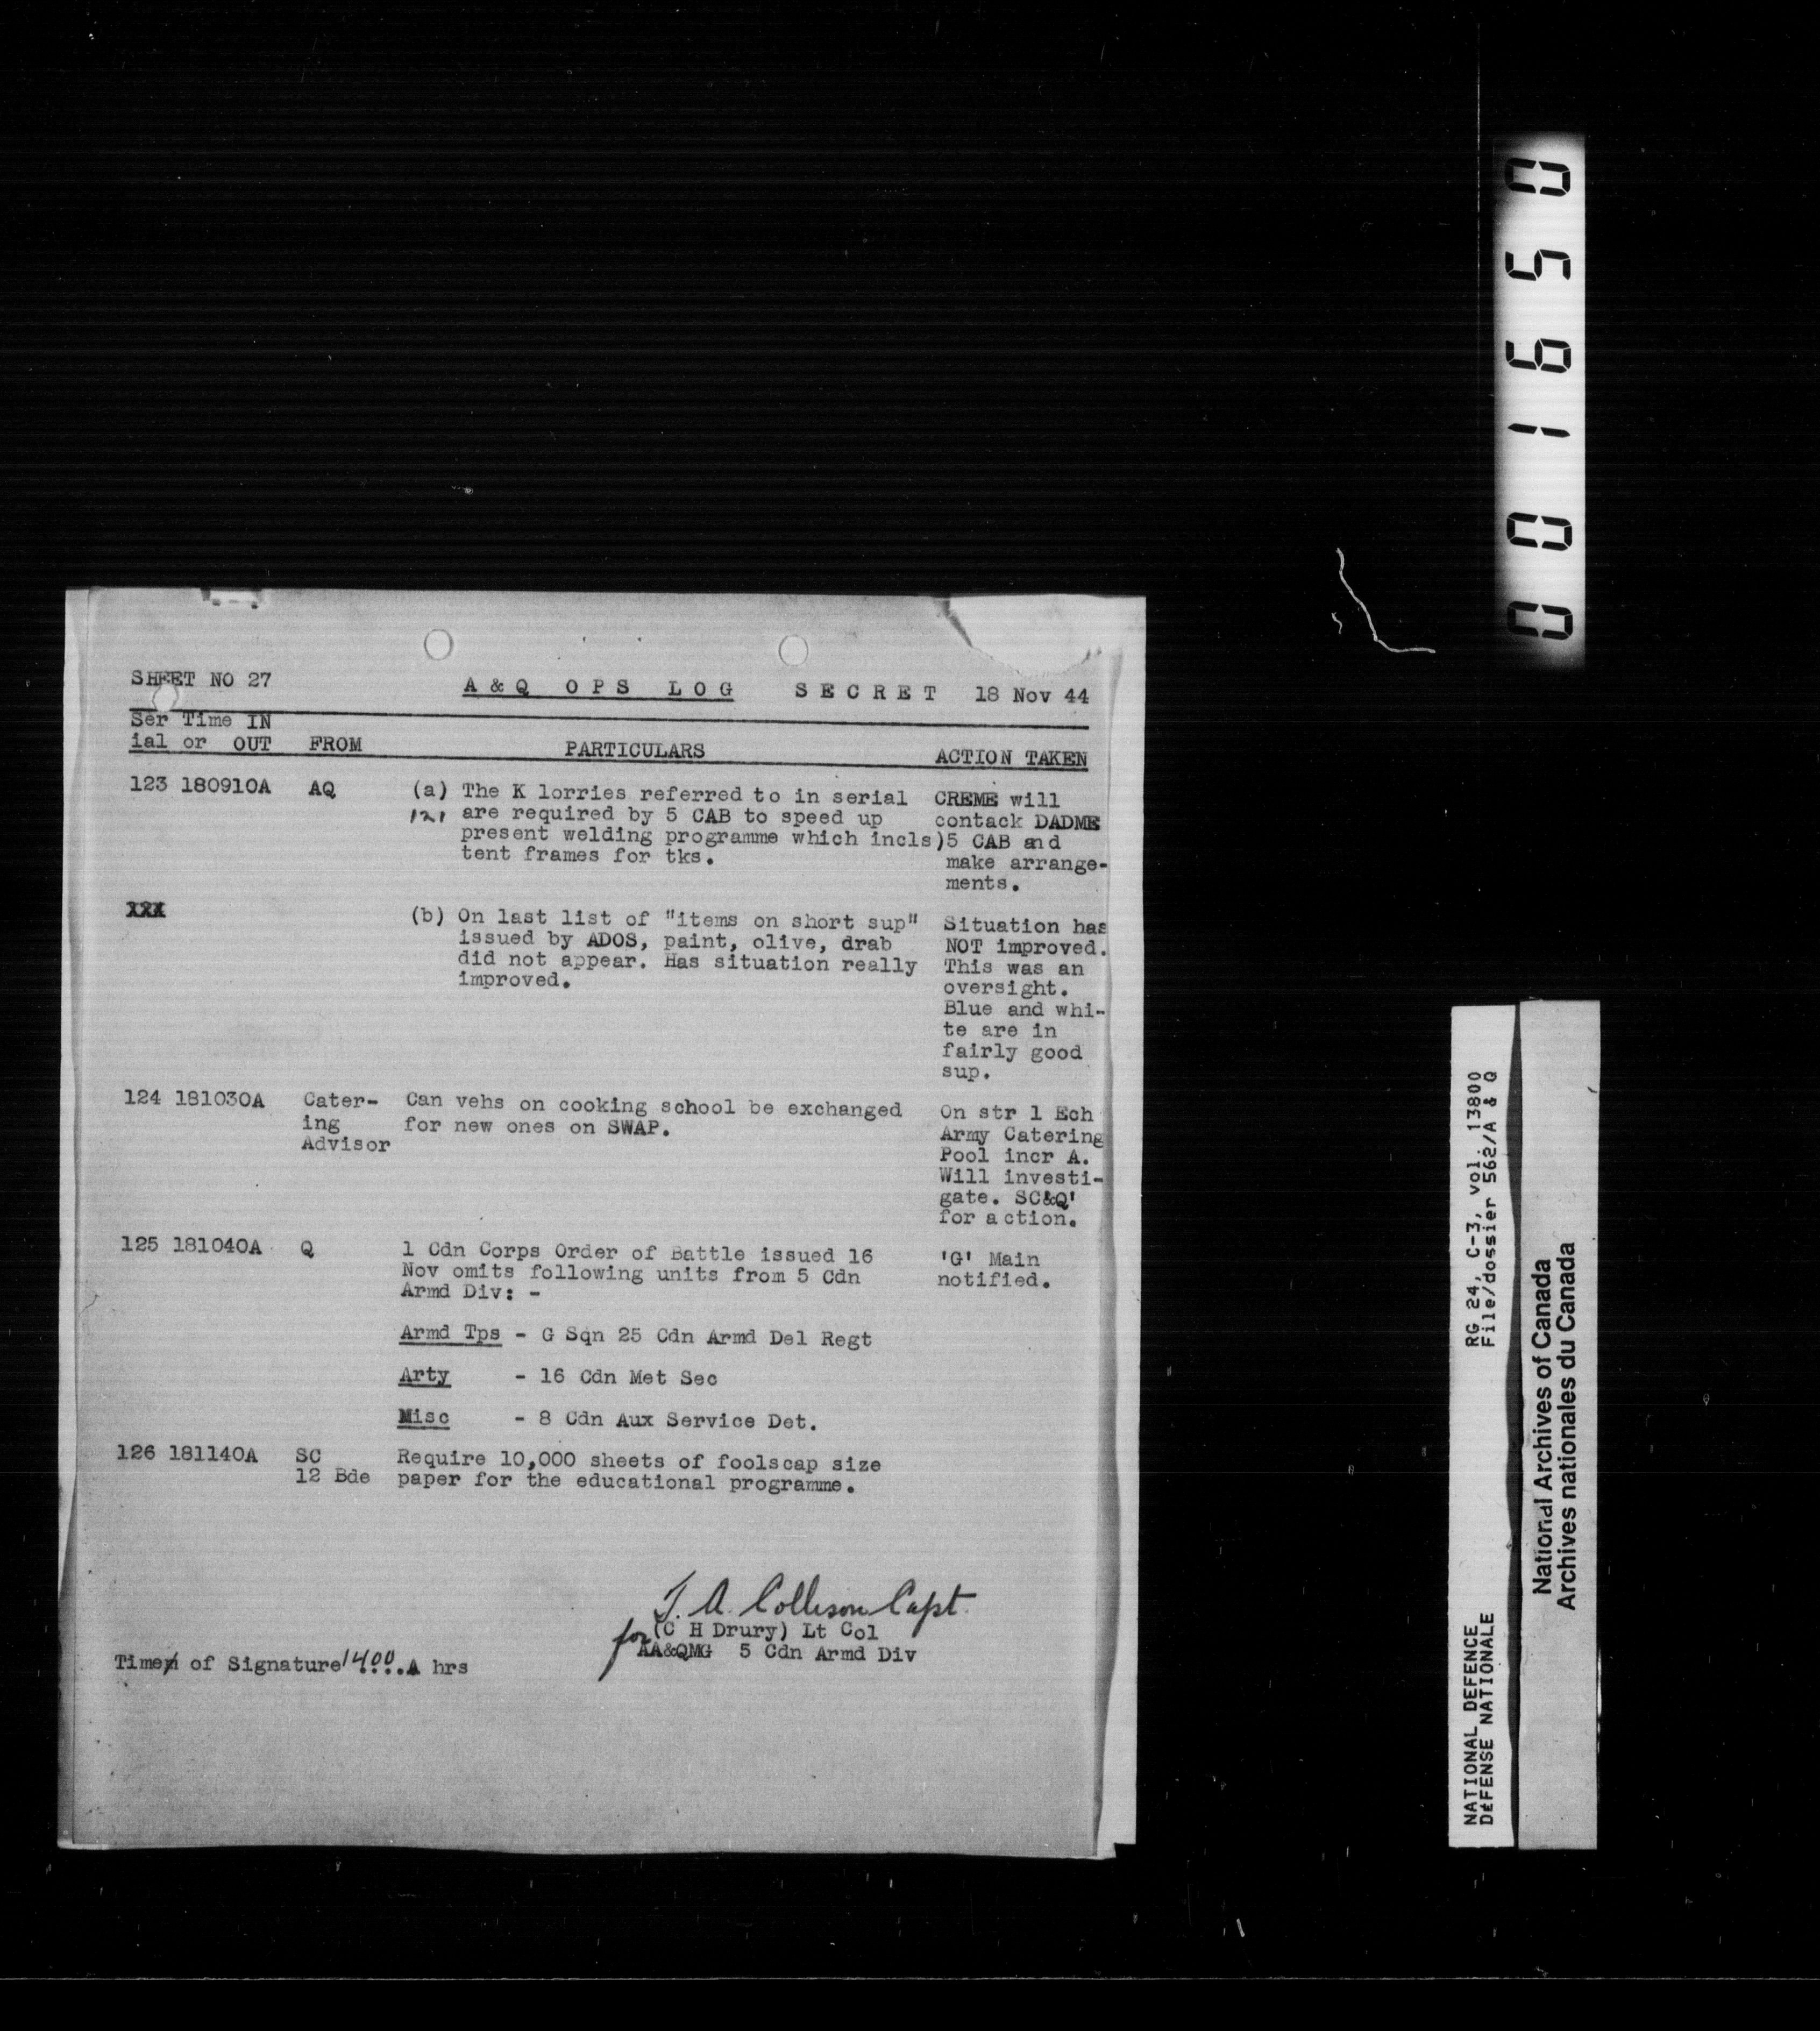 SHEET NO 27
A & Q OPS LOG SECRET 18 Nov 44
Ser Time IN
ial or OUT FROM PARTICULARS ACTION TAKEN
123 180910A AQ (a) The K lorries referred to in serial CREME will
121 are required by 5 CAB to speed up contack DADME
present welding programme which incls)5 CAB and
tent frames for tks. make arrange-
ments.
XXX (b) On last list of "items on short sup" Situation has
issued by ADOS, paint, olive, drab NOT improved.
did not appear. Has situation really This was an
improved. oversight.
Blue and whi-
te are in
fairly good
sup.
124 181030A Cater- Can vehs on cooking school be exchanged On str 1 Ech
ing for new ones on SWAP. Army Catering
Advisor Pool incr A.
Will investi-
gate. SC&Q'
for action.
125 181040A Q 1 Cdn Corps Order of Battle issued 16 'G' Main
Nov omits following units from 5 Cdn notified.
Armd Div: -
Armd Tps - G Sqn 25 Cdn Armd Del Regt
Arty - 16 Cdn Met Sec
Misc - 8 Cdn Aux Service Det.
126 181140A SC Require 10,000 sheets of foolscap size
12 Bde paper for the educational programme.
T. A. Collison Capt.
for (C H Drury) Lt Col
AA&QMG 5 Cdn Armd Div
Time of Signature 1400 A hrs
001650
NATIONAL DEFENCE RG 24, C-3, vol. 13800
DÉFENSE NATIONALE File/dossier 562/A & Q
National Archives of Canada
Archives nationales du Canada